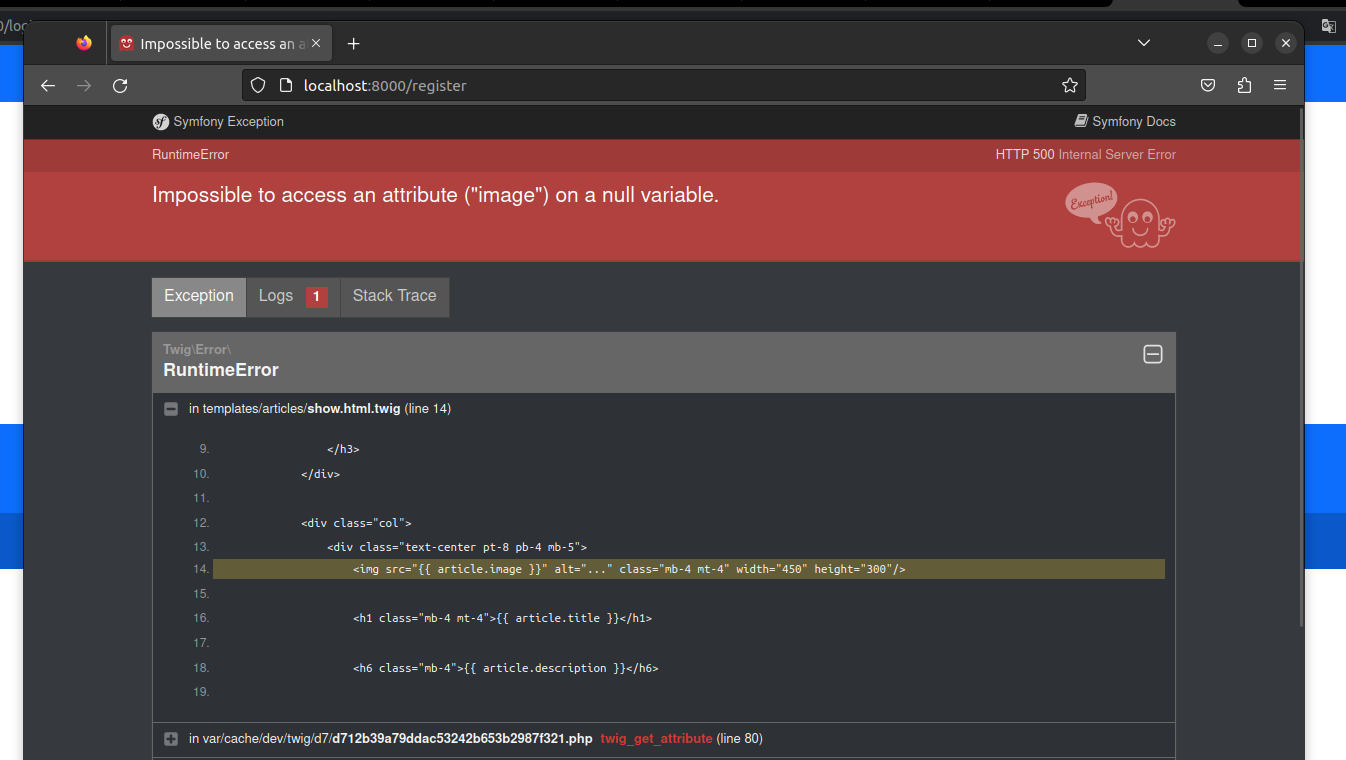 0/log
Impossible to access an a
localhost:8000/register
Symfony Exception
Symfony Docs
RuntimeError
HTTP 500 Internal Server Error
Impossible to access an attribute ("image") on a null variable.
Exception!
Exception
Logs 1
Stack Trace
Twig\Error\
RuntimeError
in templates/articles/show.html.twig (line 14)
9. </h3>
10. </div>
11.
12. <div class="col">
13. <div class="text-center pt-8 pb-4 mb-5">
14. <img src="{{ article.image }}" alt="..." class="mb-4 mt-4" width="450" height="300"/>
15.
16. <h1 class="mb-4 mt-4">{{ article.title }}</h1>
17.
18. <h6 class="mb-4">{{ article.description }}</h6>
19.
in var/cache/dev/twig/d7/d712b39a79ddac53242b653b2987f321.php twig_get_attribute (line 80)